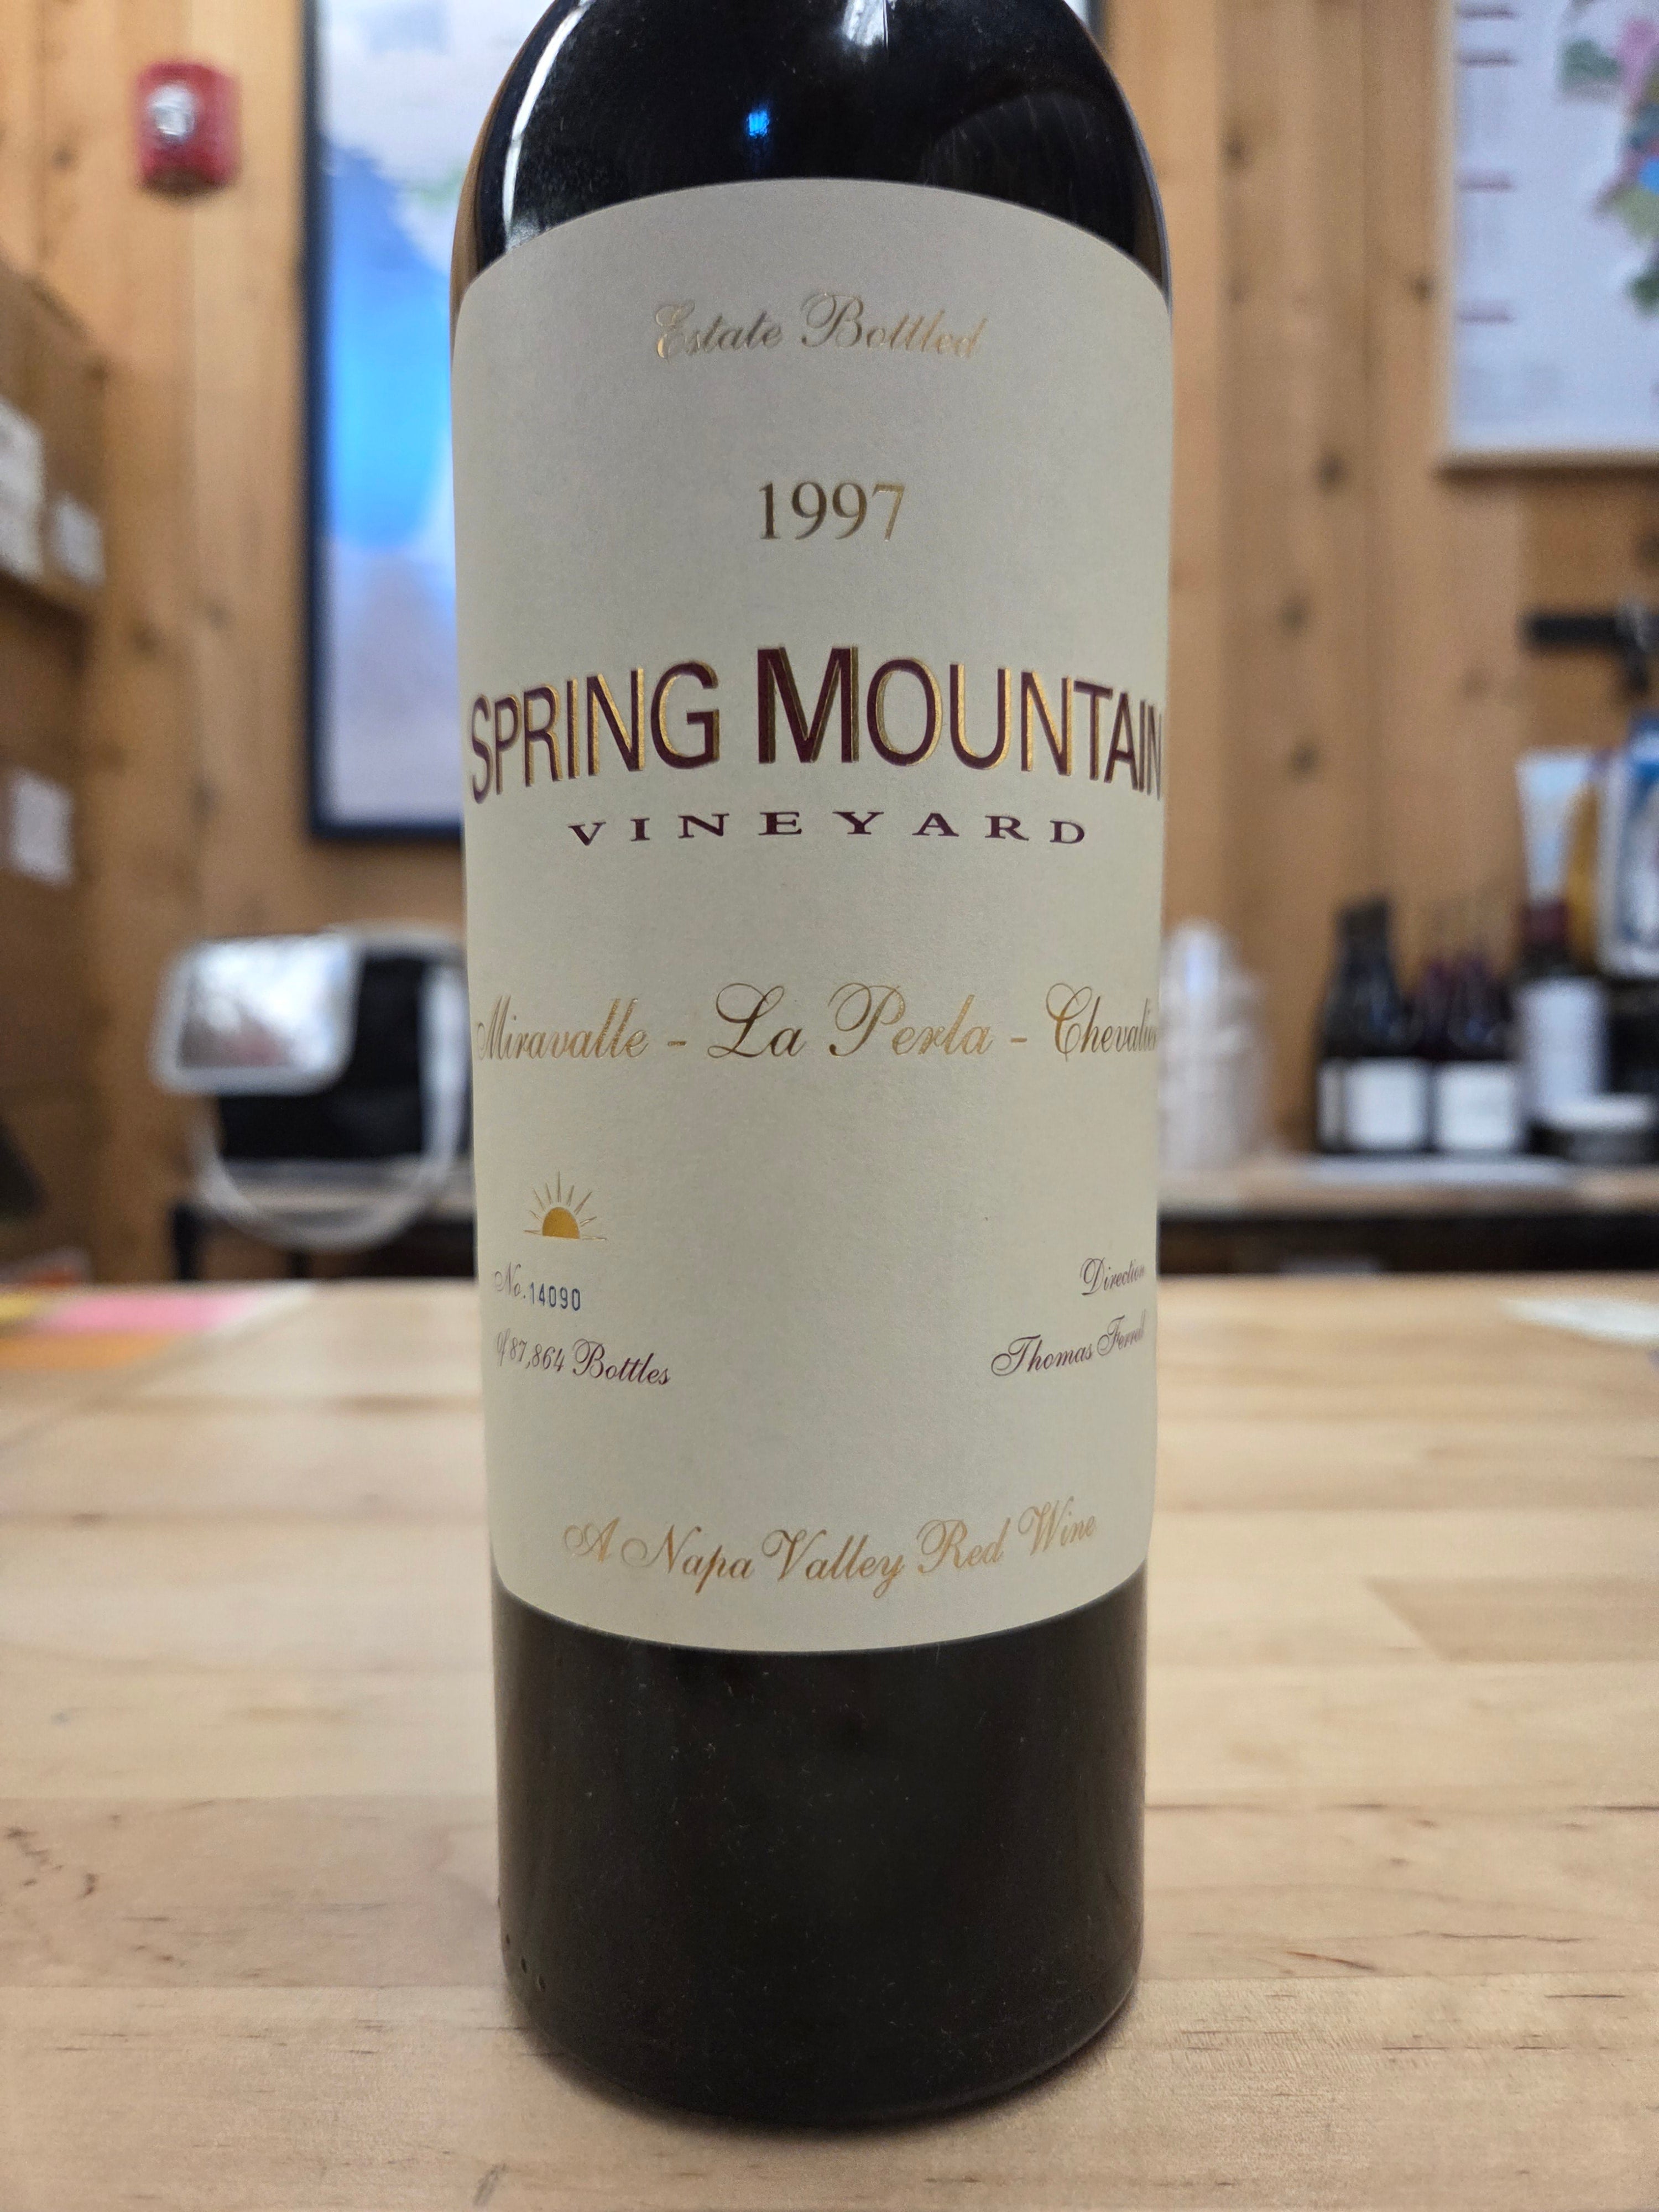 Estate Bottled
1997
SPRING MOUNTAIN
VINEYARD
Miravalle - La Perla - Chevalier
No. 14090
of 87,864 Bottles
Direction
Thomas Ferrell
A Napa Valley Red Wine